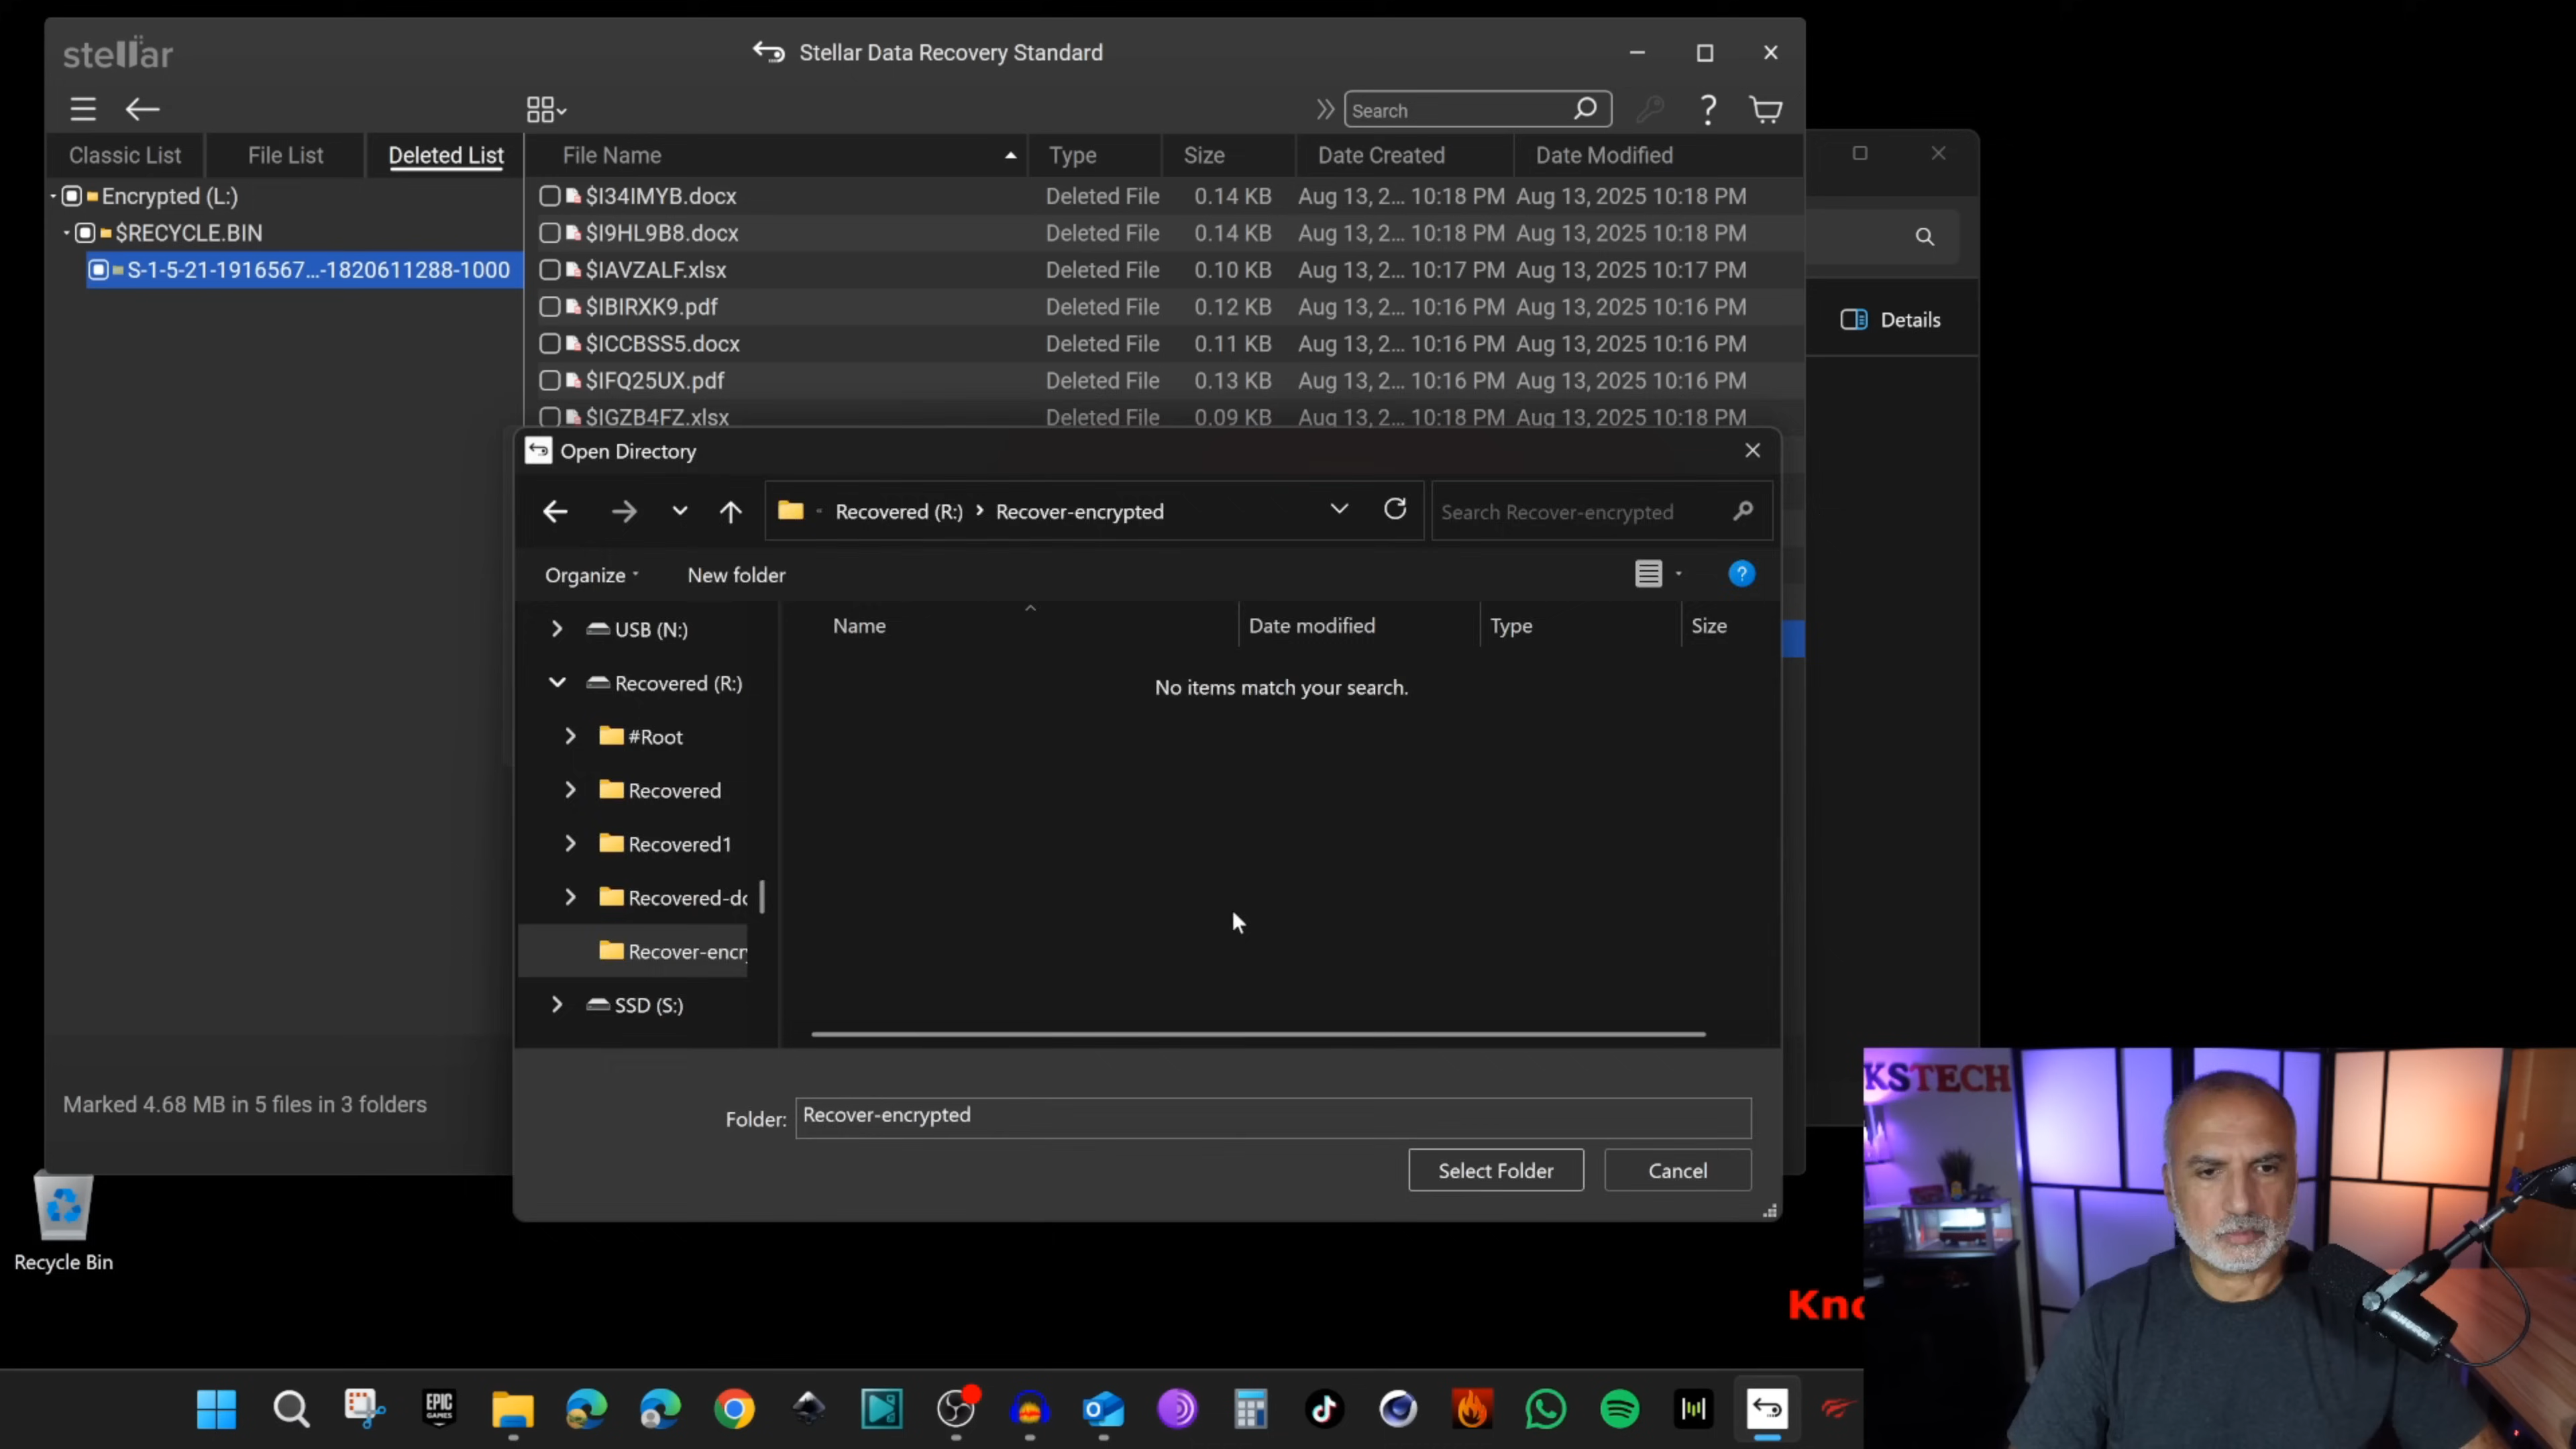 stellar
Stellar Data Recovery Standard
Search
Classic List
File List
Deleted List
File Name
Type
Size
Date Created
Date Modified
Encrypted (L:)
$RECYCLE.BIN
S-1-5-21-1916567...-1820611288-1000
$I34IMYB.docx Deleted File 0.14 KB Aug 13, 2... 10:18 PM Aug 13, 2025 10:18 PM
$I9HL9B8.docx Deleted File 0.14 KB Aug 13, 2... 10:18 PM Aug 13, 2025 10:18 PM
$IAVZALF.xlsx Deleted File 0.10 KB Aug 13, 2... 10:17 PM Aug 13, 2025 10:17 PM
$IBIRXK9.pdf Deleted File 0.12 KB Aug 13, 2... 10:16 PM Aug 13, 2025 10:16 PM
$ICCBSS5.docx Deleted File 0.11 KB Aug 13, 2... 10:16 PM Aug 13, 2025 10:16 PM
$IFQ25UX.pdf Deleted File 0.13 KB Aug 13, 2... 10:16 PM Aug 13, 2025 10:16 PM
$IGZB4FZ.xlsx Deleted File 0.09 KB Aug 13, 2... 10:18 PM Aug 13, 2025 10:18 PM
Details
Open Directory
Recovered (R:) > Recover-encrypted
Search Recover-encrypted
Organize
New folder
Name
Date modified
Type
Size
No items match your search.
USB (N:)
Recovered (R:)
#Root
Recovered
Recovered1
Recovered-dc
Recover-encry
SSD (S:)
Folder: Recover-encrypted
Select Folder
Cancel
Marked 4.68 MB in 5 files in 3 folders
Recycle Bin
Kno
KSTECH
EPIC
GAMES
SHURE